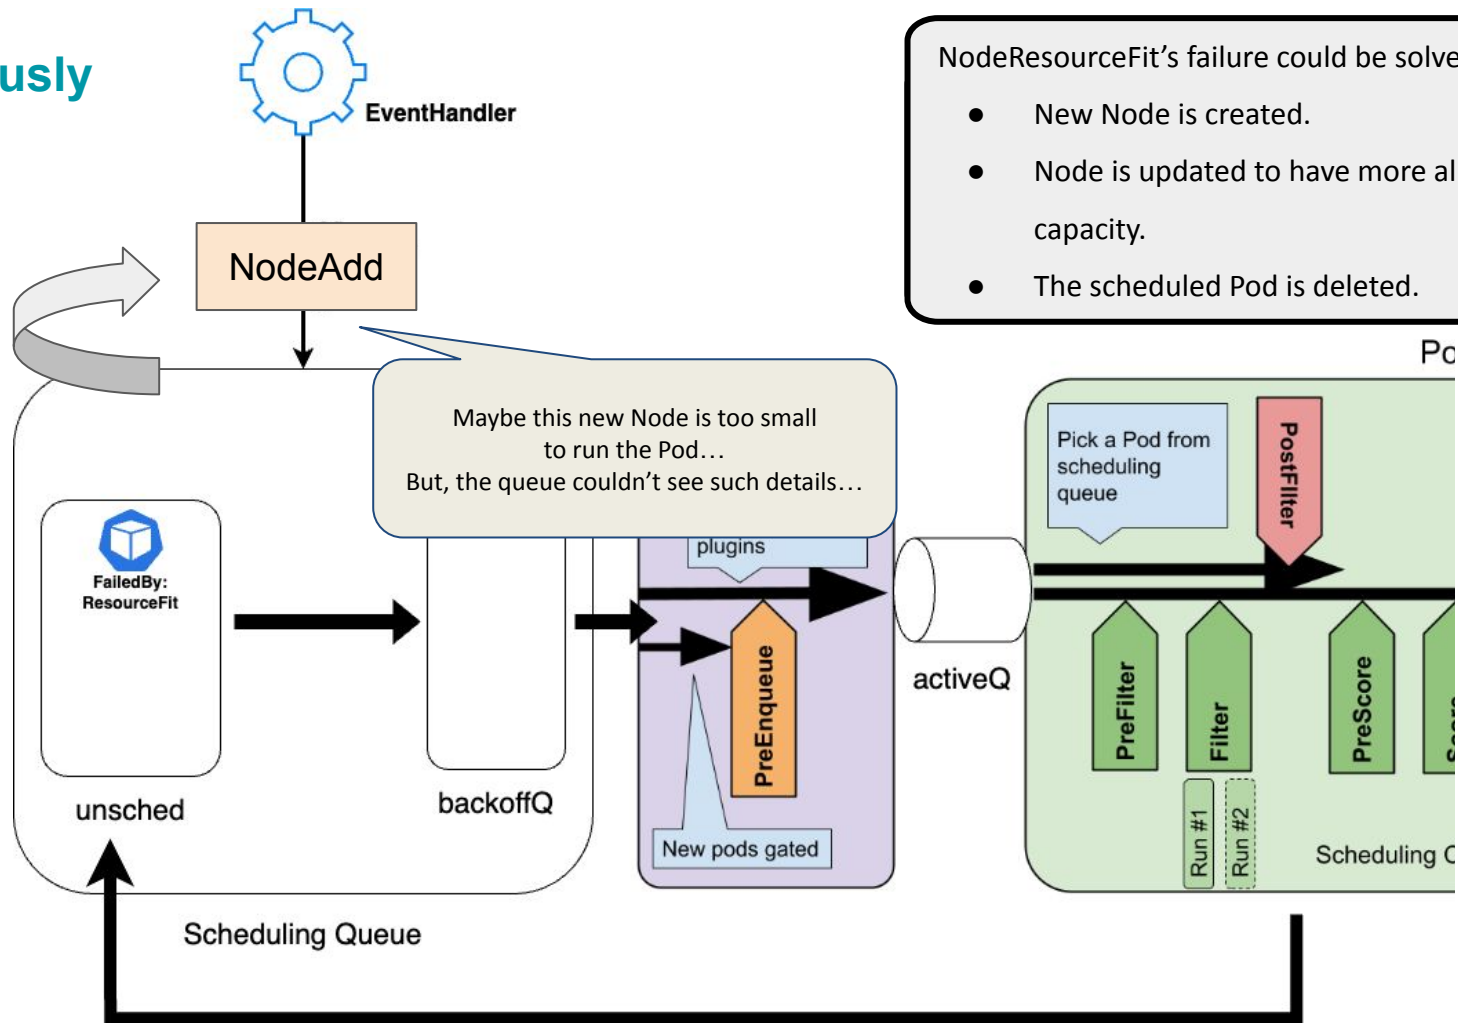 usly
EventHandler
NodeResourceFit’s failure could be solve
● New Node is created.
● Node is updated to have more al
capacity.
● The scheduled Pod is deleted.
NodeAdd
Maybe this new Node is too small
to run the Pod…
But, the queue couldn’t see such details…
FailedBy:
ResourceFit
unsched
backoffQ
Scheduling Queue
plugins
PreEnqueue
New pods gated
activeQ
Po
Pick a Pod from
scheduling
queue
PostFIlter
PreFilter
Filter
PreScore
Run #1
Run #2
Scheduling C